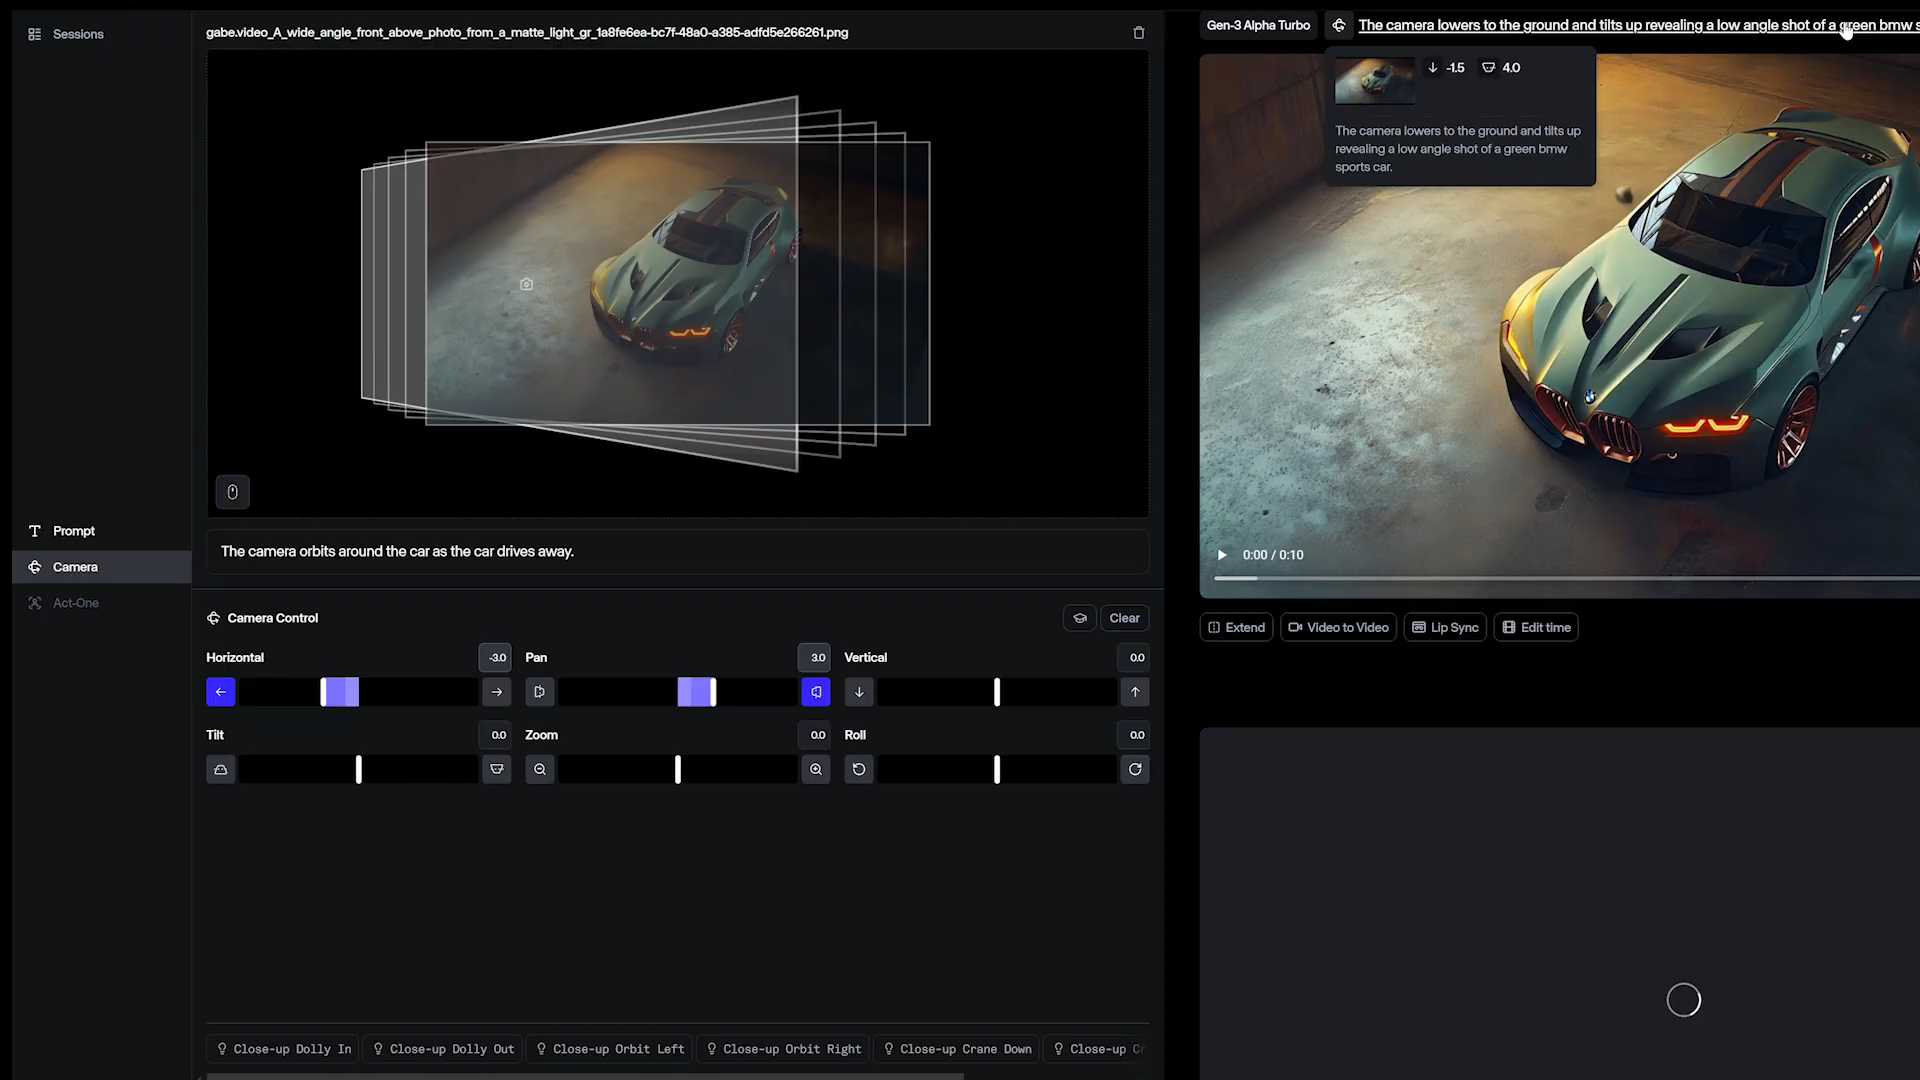 Sessions
gabe.video_A_wide_angle_front_above_photo_from_a_matte_light_gr_1a8fe6ea-bc7f-48a0-a385-adfd5e266261.png
Prompt
Camera
Act-One
The camera orbits around the car as the car drives away.
Camera Control
Clear
Horizontal
-3.0
Pan
3.0
Vertical
0.0
Tilt
0.0
Zoom
0.0
Roll
0.0
Close-up Dolly In
Close-up Dolly Out
Close-up Orbit Left
Close-up Orbit Right
Close-up Crane Down
Close-up
Gen-3 Alpha Turbo
The camera lowers to the ground and tilts up revealing a low angle shot of a green bmw s
-1.5
4.0
The camera lowers to the ground and tilts up
revealing a low angle shot of a green bmw
sports car.
0:00 / 0:10
Extend
Video to Video
Lip Sync
Edit time